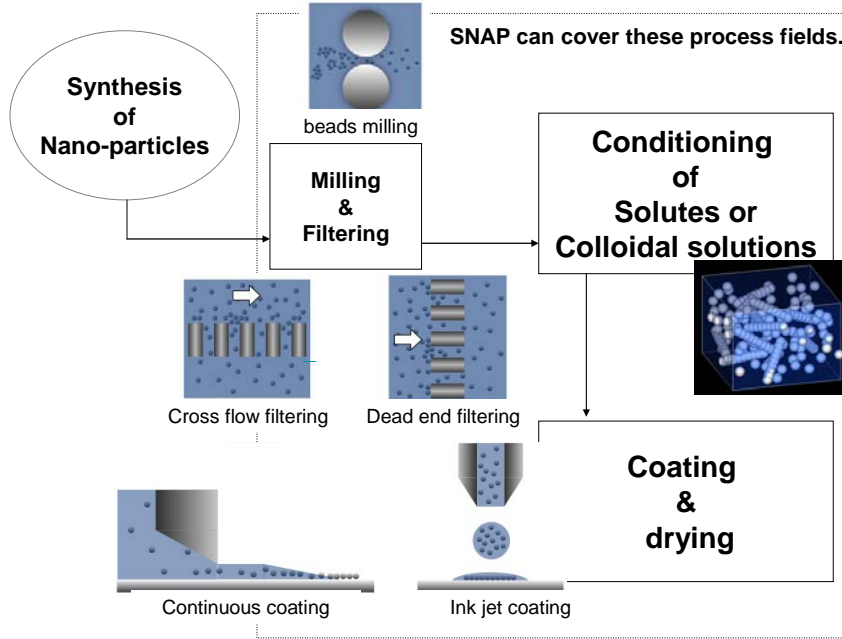 SNAP can cover these process fields.
Synthesis
of
Nano-particles
beads milling
Milling
&
Filtering
Conditioning
of
Solutes or
Colloidal solutions
Cross flow filtering
Dead end filtering
Coating
&
drying
Continuous coating
Ink jet coating